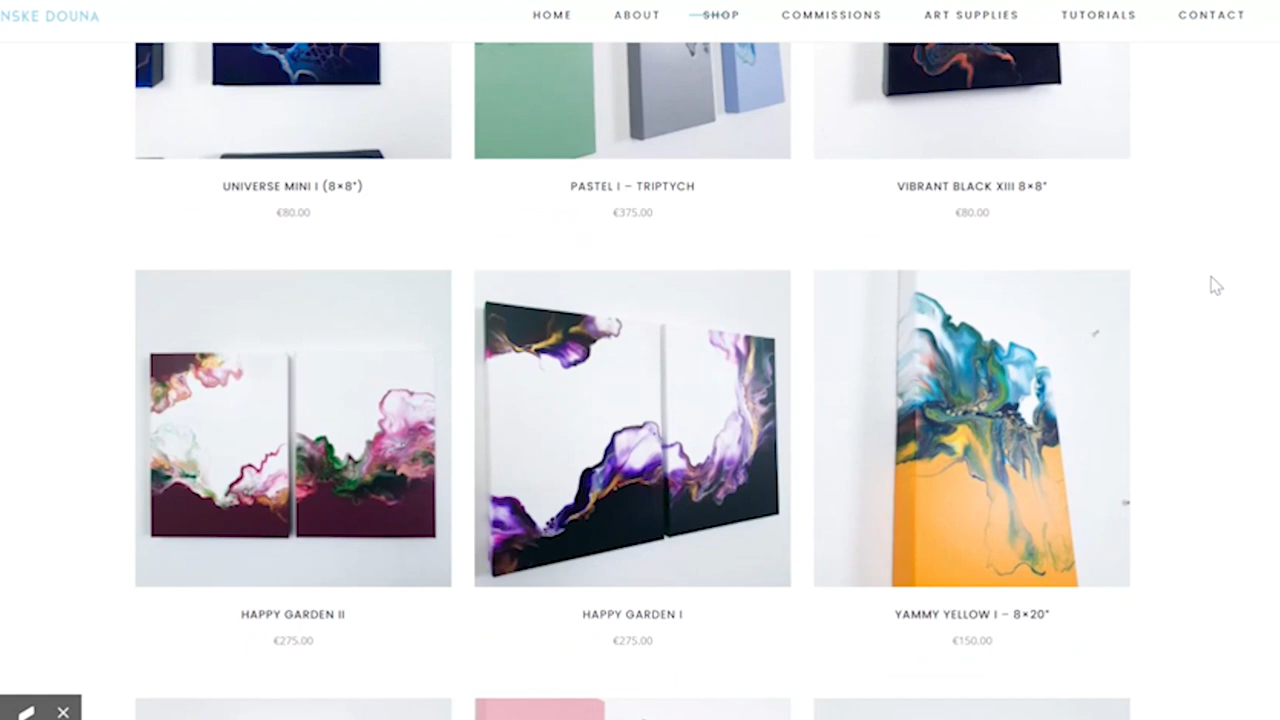 NSKE DOUNA HOME ABOUT SHOP COMMISSIONS ART SUPPLIES TUTORIALS CONTACT
UNIVERSE MINI I (8×8") PASTEL I – TRIPTYCH VIBRANT BLACK XIII 8×8"
€80.00 €375.00 €80.00
HAPPY GARDEN II HAPPY GARDEN I YAMMY YELLOW I – 8×20"
€275.00 €275.00 €150.00